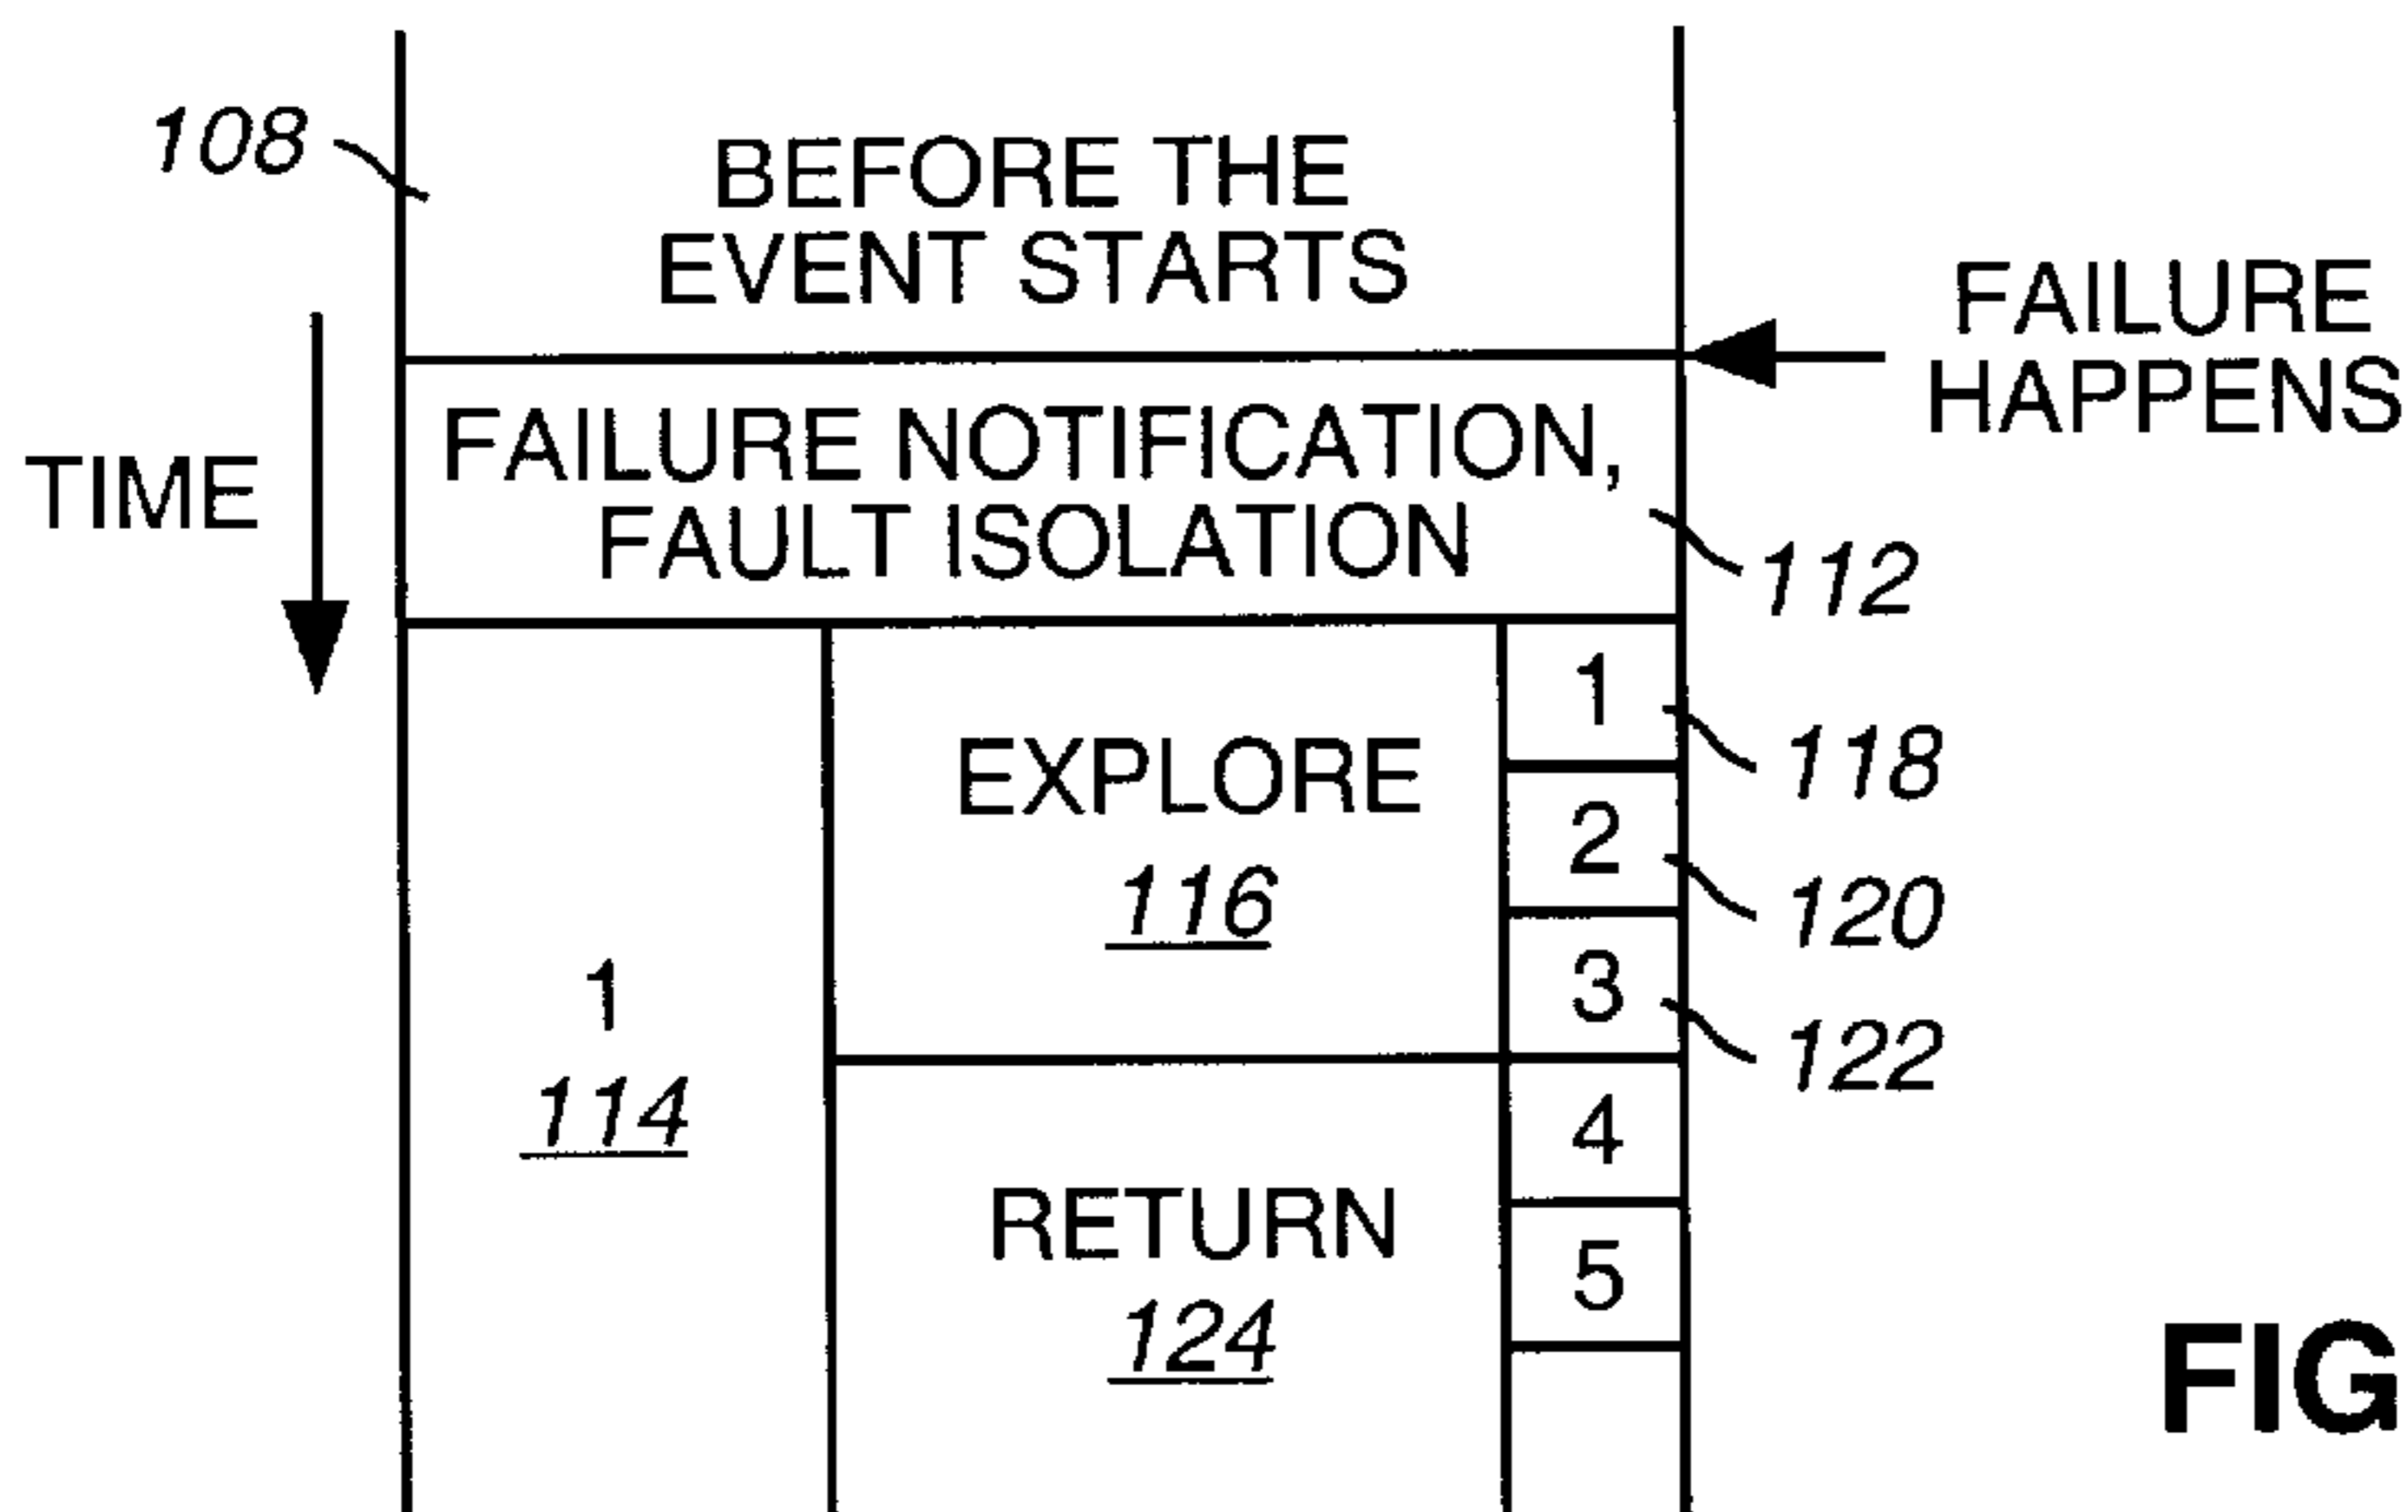 108
BEFORE THE
EVENT STARTS
FAILURE
HAPPENS
TIME
FAILURE NOTIFICATION,
FAULT ISOLATION
112
1
118
EXPLORE
2
116
120
3
1
122
114
4
RETURN
5
124
FIG